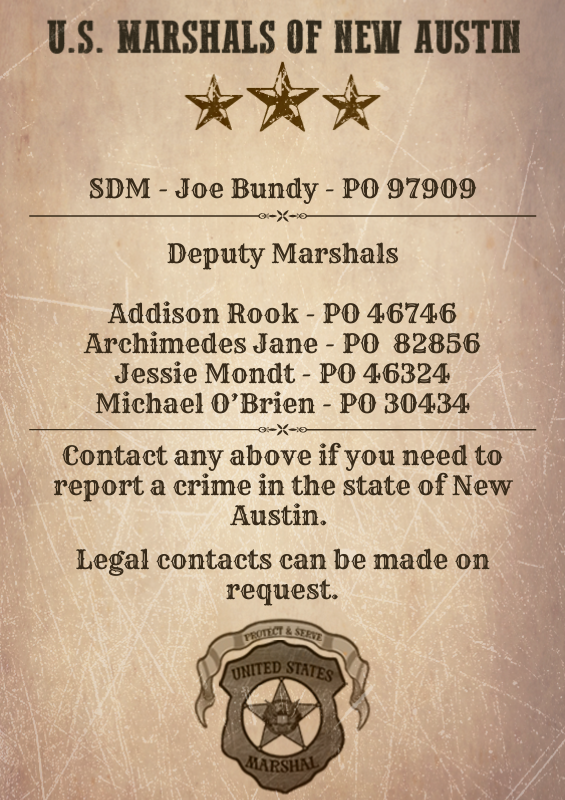 U.S. MARSHALS OF NEW AUSTIN
SDM - Joe Bundy - PO 97909
Deputy Marshals
Addison Rook - PO 46746
Archimedes Jane - PO 82856
Jessie Mondt - PO 46324
Michael O'Brien - PO 30434
Contact any above if you need to
report a crime in the state of New
Austin.
Legal contacts can be made on
request.
PROTECT & SERVE
UNITED STATES
MARSHAL